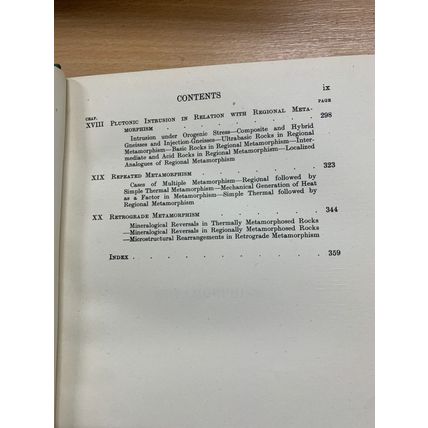 CONTENTS ix
CHAP. PAGE
XVIII PLUTONIC INTRUSION IN RELATION WITH REGIONAL META-
MORPHISM . . . . . . . . 298
Intrusion under Orogenic Stress—Composite and Hybrid
Gneisses and Injection-Gneisses—Ultrabasic Rocks in Regional
Metamorphism—Basic Rocks in Regional Metamorphism—Inter-
mediate and Acid Rocks in Regional Metamorphism—Localized
Analogues of Regional Metamorphism
XIX REPEATED METAMORPHISM . . . . . . 323
Cases of Multiple Metamorphism—Regional followed by
Simple Thermal Metamorphism—Mechanical Generation of Heat
as a Factor in Metamorphism—Simple Thermal followed by
Regional Metamorphism
XX RETROGRADE METAMORPHISM . . . . . . 344
Mineralogical Reversals in Thermally Metamorphosed Rocks
—Mineralogical Reversals in Regionally Metamorphosed Rocks
—Microstructural Rearrangements in Retrograde Metamorphism
INDEX . . . . . . . . . . 359